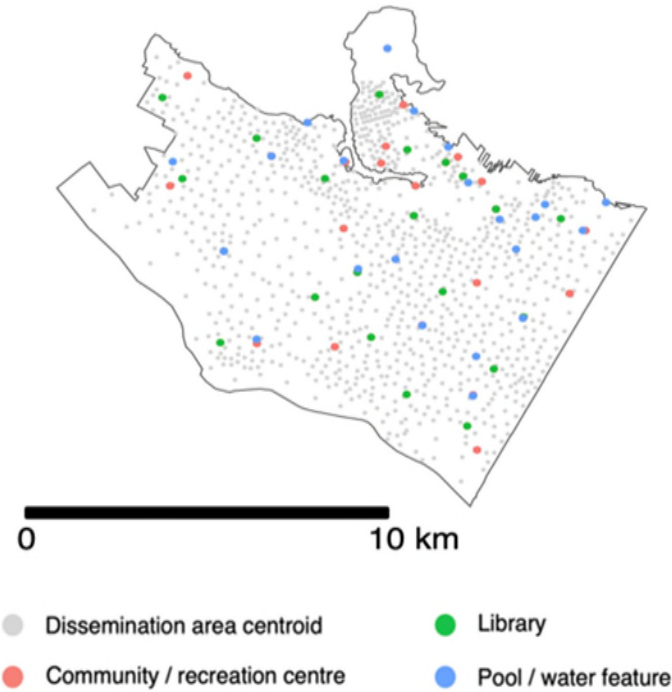 0 10 km
Dissemination area centroid
Library
Community / recreation centre
Pool / water feature